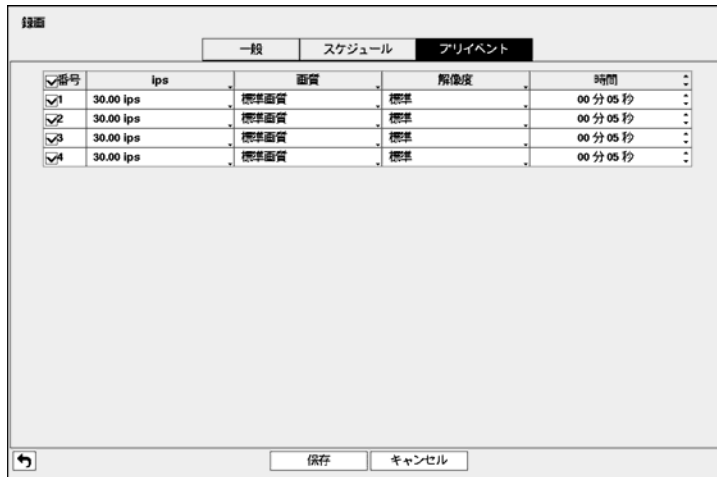 録画
一般 スケジュール アリイベント
番号 ips 画質 解像度 時間
1 30.00 ips 標準画質 標準 00 分 05 秒
2 30.00 ips 標準画質 標準 00 分 05 秒
3 30.00 ips 標準画質 標準 00 分 05 秒
4 30.00 ips 標準画質 標準 00 分 05 秒
保存 キャンセル